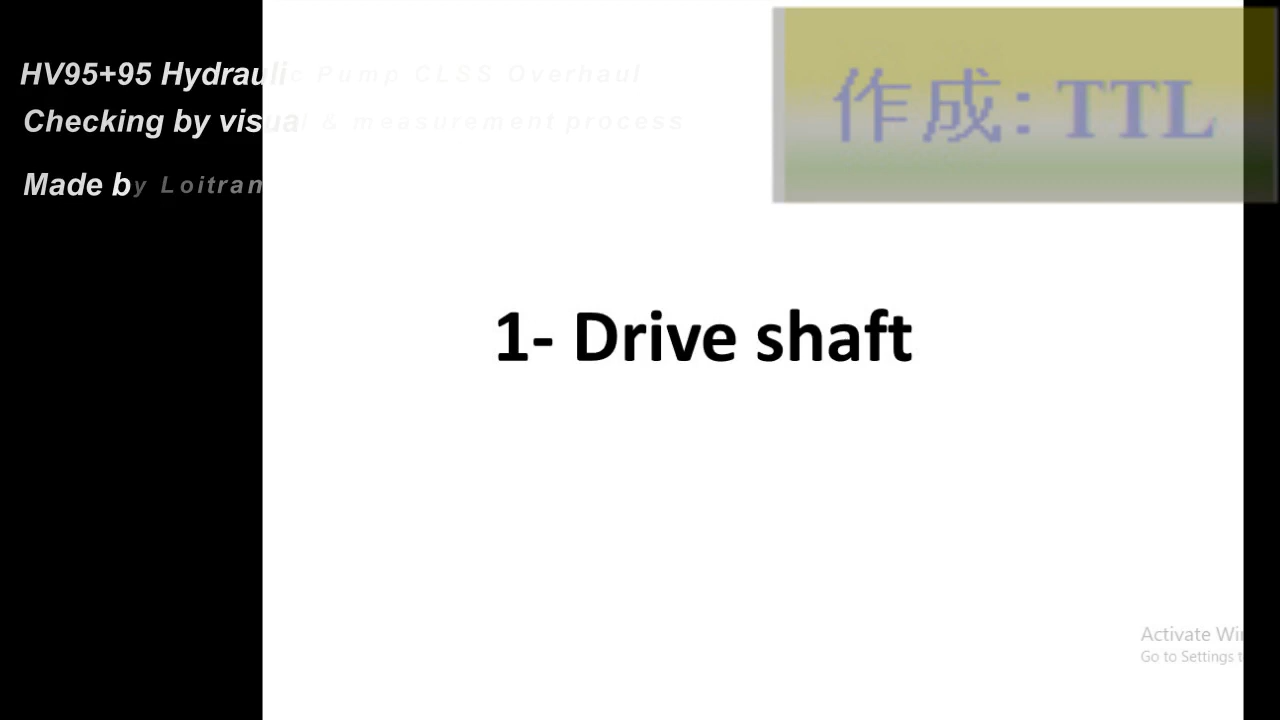 HV95+95 Hydraulic Pump CLSS Overhaul
Checking by visual & measurement process
Made by Loitran
作成: TTL
1- Drive shaft
Activate Wi
Go to Settings t